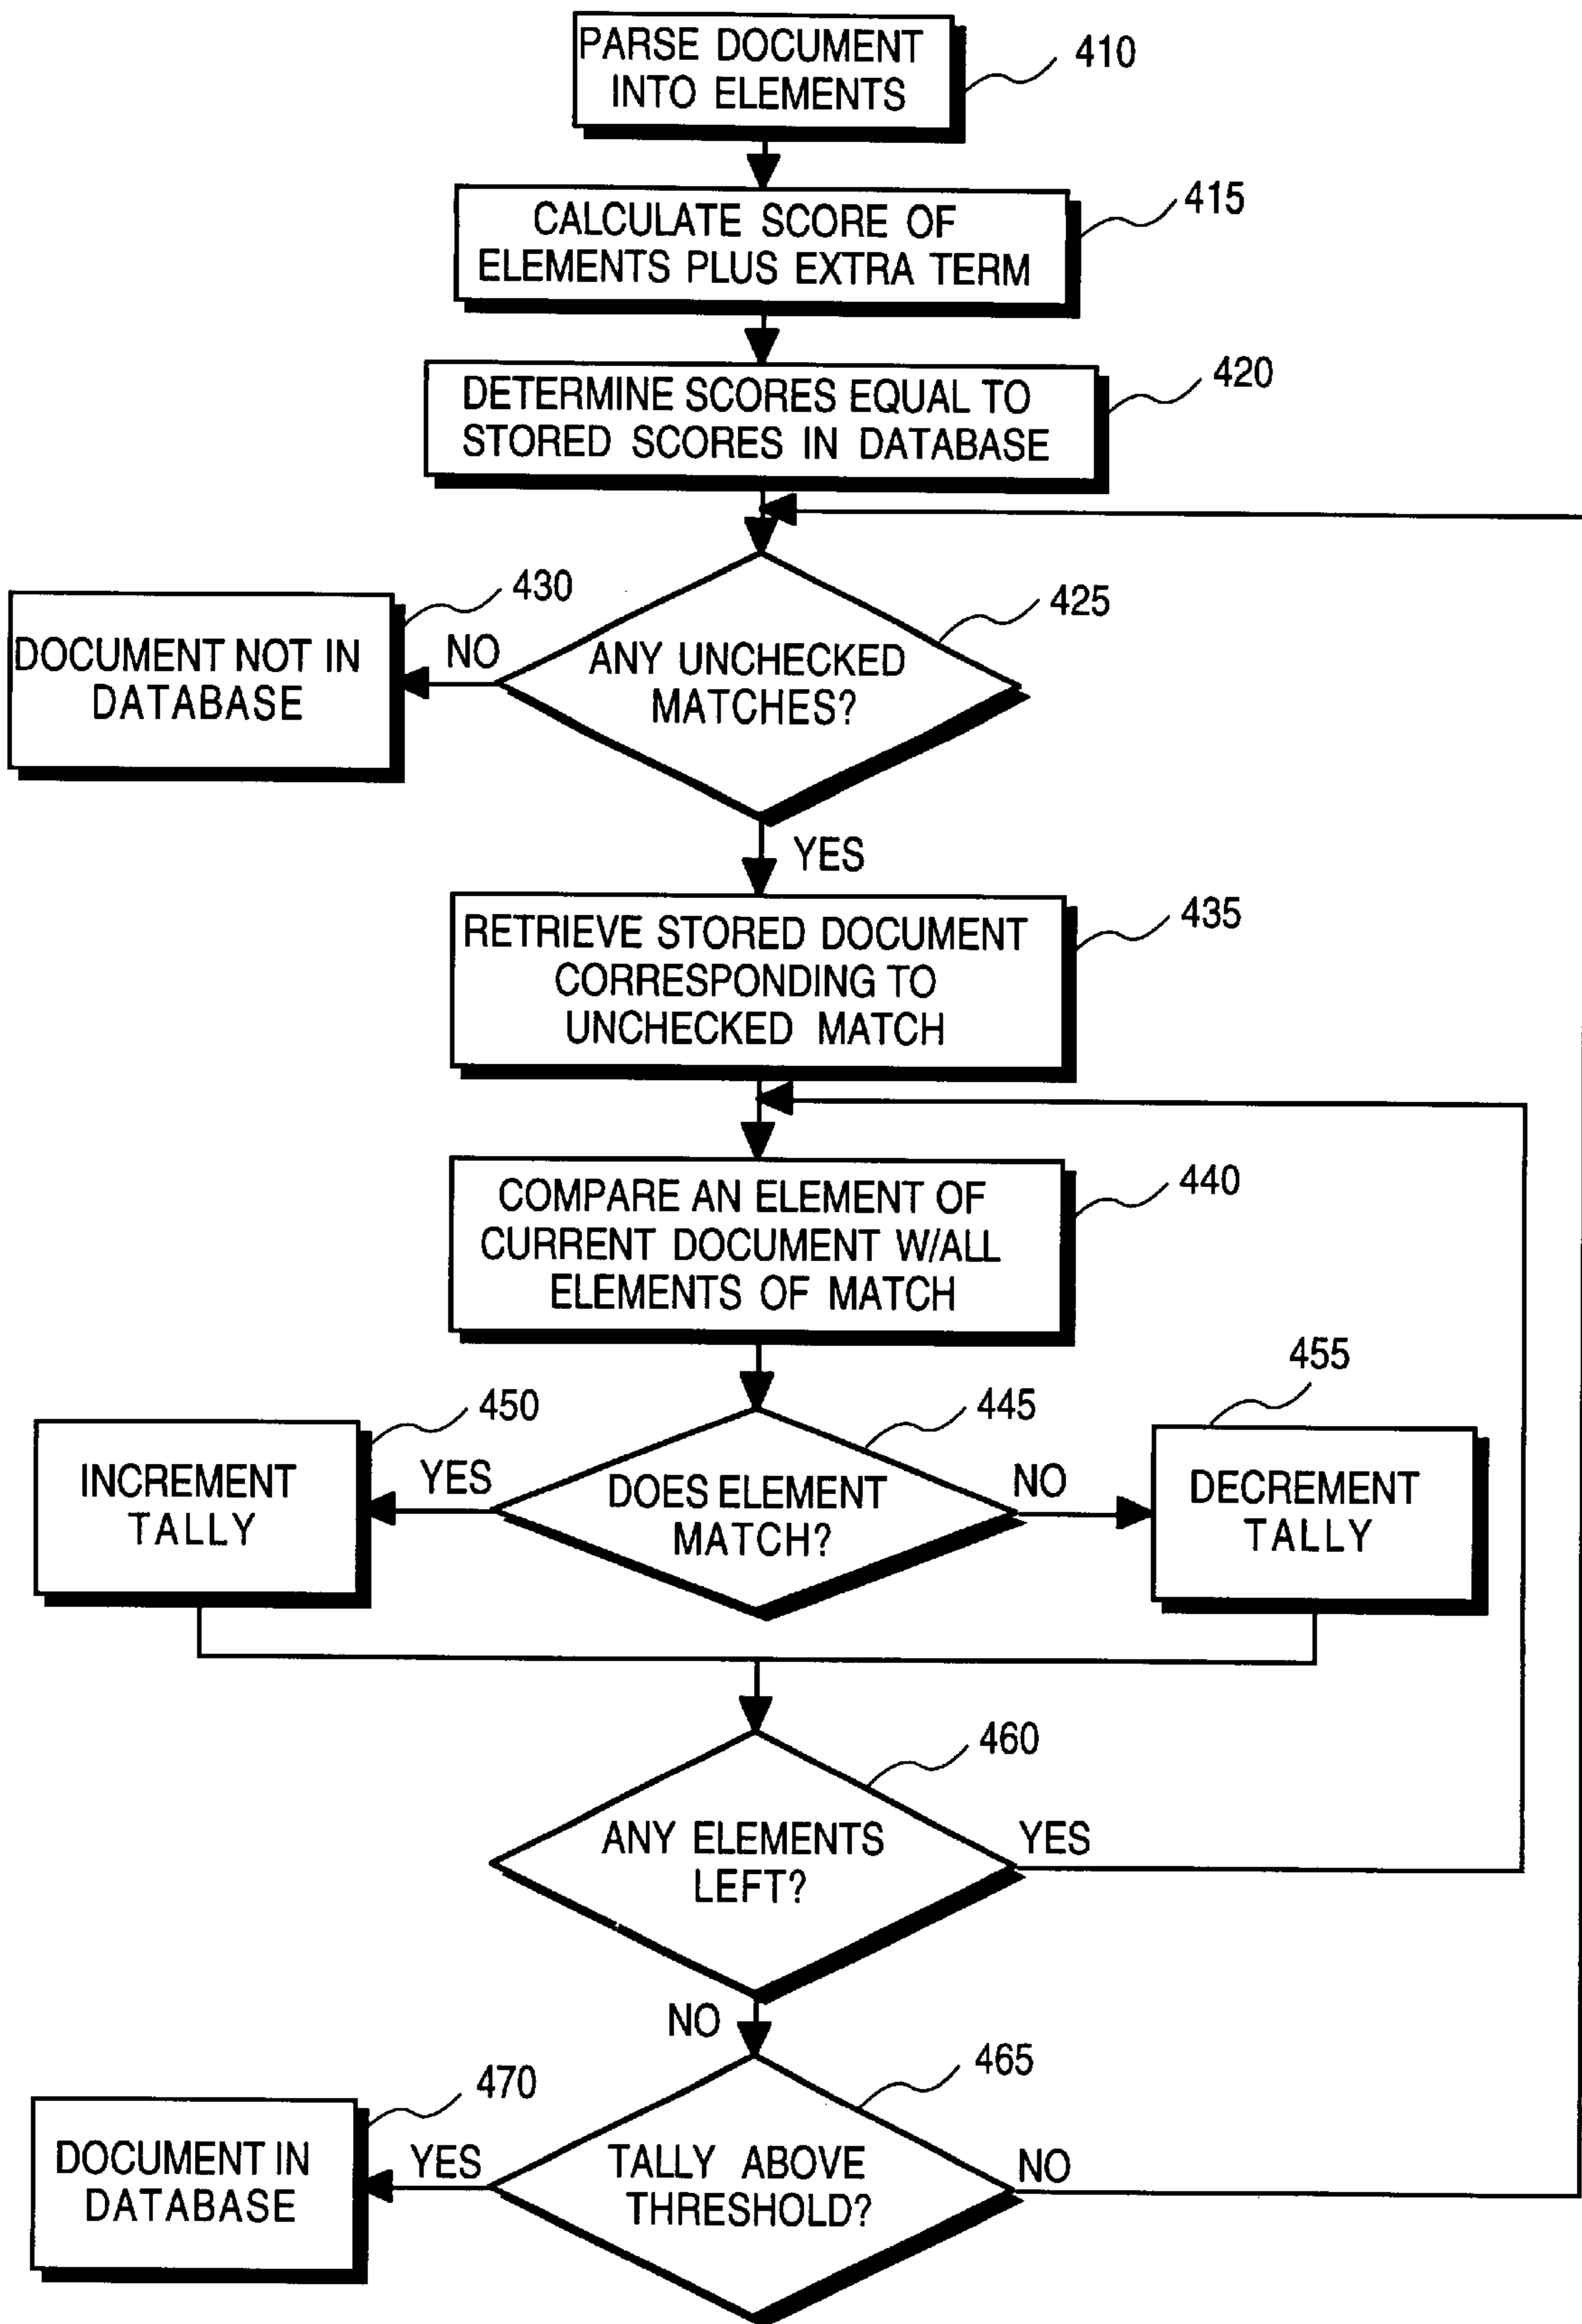 PARSE DOCUMENT
INTO ELEMENTS
410
CALCULATE SCORE OF
ELEMENTS PLUS EXTRA TERM
415
DETERMINE SCORES EQUAL TO
STORED SCORES IN DATABASE
420
ANY UNCHECKED
MATCHES?
425
NO
DOCUMENT NOT IN
DATABASE
430
YES
RETRIEVE STORED DOCUMENT
CORRESPONDING TO
UNCHECKED MATCH
435
COMPARE AN ELEMENT OF
CURRENT DOCUMENT W/ALL
ELEMENTS OF MATCH
440
DOES ELEMENT
MATCH?
445
YES
INCREMENT
TALLY
450
NO
DECREMENT
TALLY
455
ANY ELEMENTS
LEFT?
460
YES
NO
TALLY ABOVE
THRESHOLD?
465
YES
DOCUMENT IN
DATABASE
470
NO